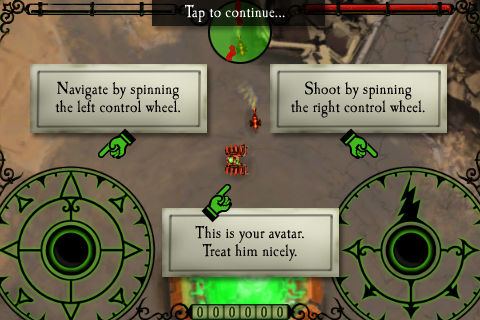 Tap to continue...
Navigate by spinning
the left control wheel.
Shoot by spinning
the right control wheel.
This is your avatar.
Treat him nicely.
000000